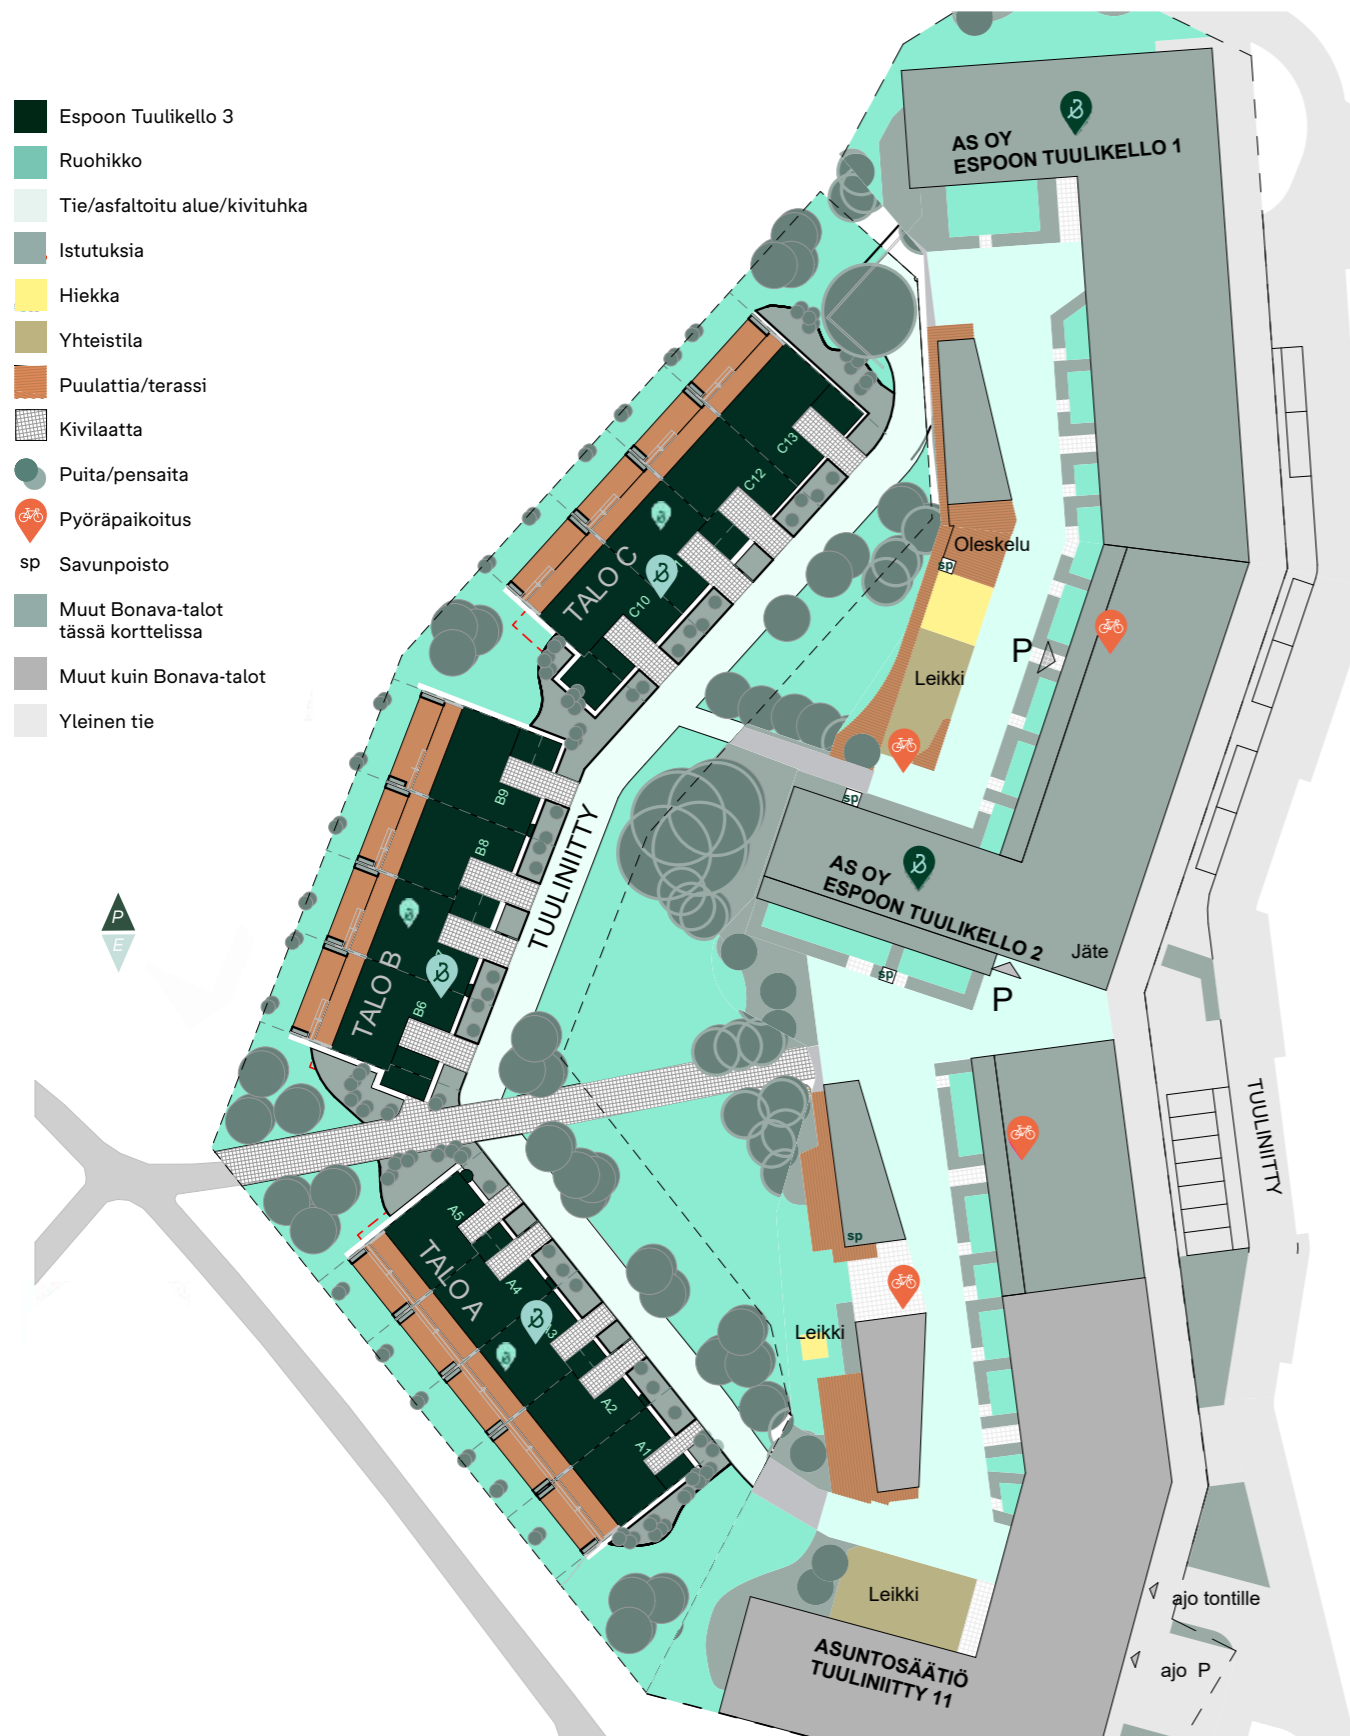 Espoon Tuulikello 3
Ruohikko
Tie/asfaltoitu alue/kivituhka
Istutuksia
Hiekka
Yhteistila
Puulattia/terassi
Kivilaatta
Puita/pensaita
Pyöräpaikoitus
sp Savunpoisto
Muut Bonava-talot
tässä korttelissa
Muut kuin Bonava-talot
Yleinen tie
P
E
AS OY
ESPOON TUULIKELLO 1
TALO C
C13
C12
C10
Oleskelu
sp
Leikki
P
TALO B
B9
B8
B6
TUULINIITTY
sp
AS OY
ESPOON TUULIKELLO 2
Jäte
sp
P
TALO A
A5
A4
A2
A1
sp
Leikki
TUULINIITTY
Leikki
ASUNTOSÄÄTIÖ
TUULINIITTY 11
ajo tontille
ajo P